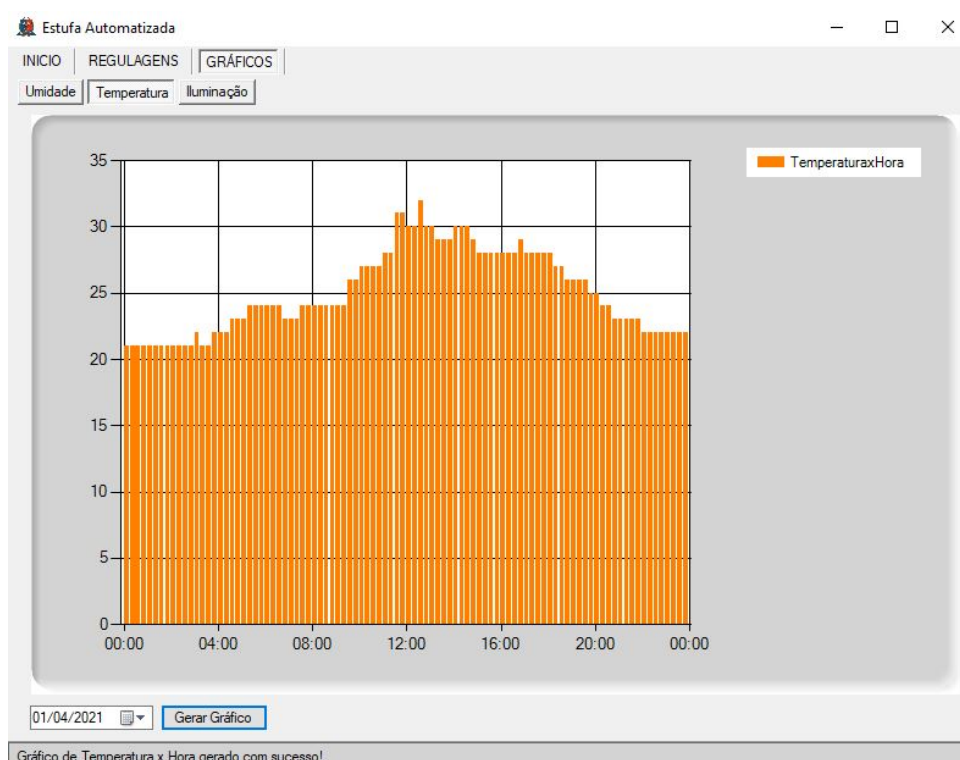 Estufa Automatizada
INICIO REGULAGENS GRÁFICOS
Umidade Temperatura Iluminação
35
30
25
20
15
10
5
0
00:00 04:00 08:00 12:00 16:00 20:00 00:00
TemperaturaxHora
01/04/2021 Gerar Gráfico
Gráfico de Temperatura x Hora gerado com sucesso!